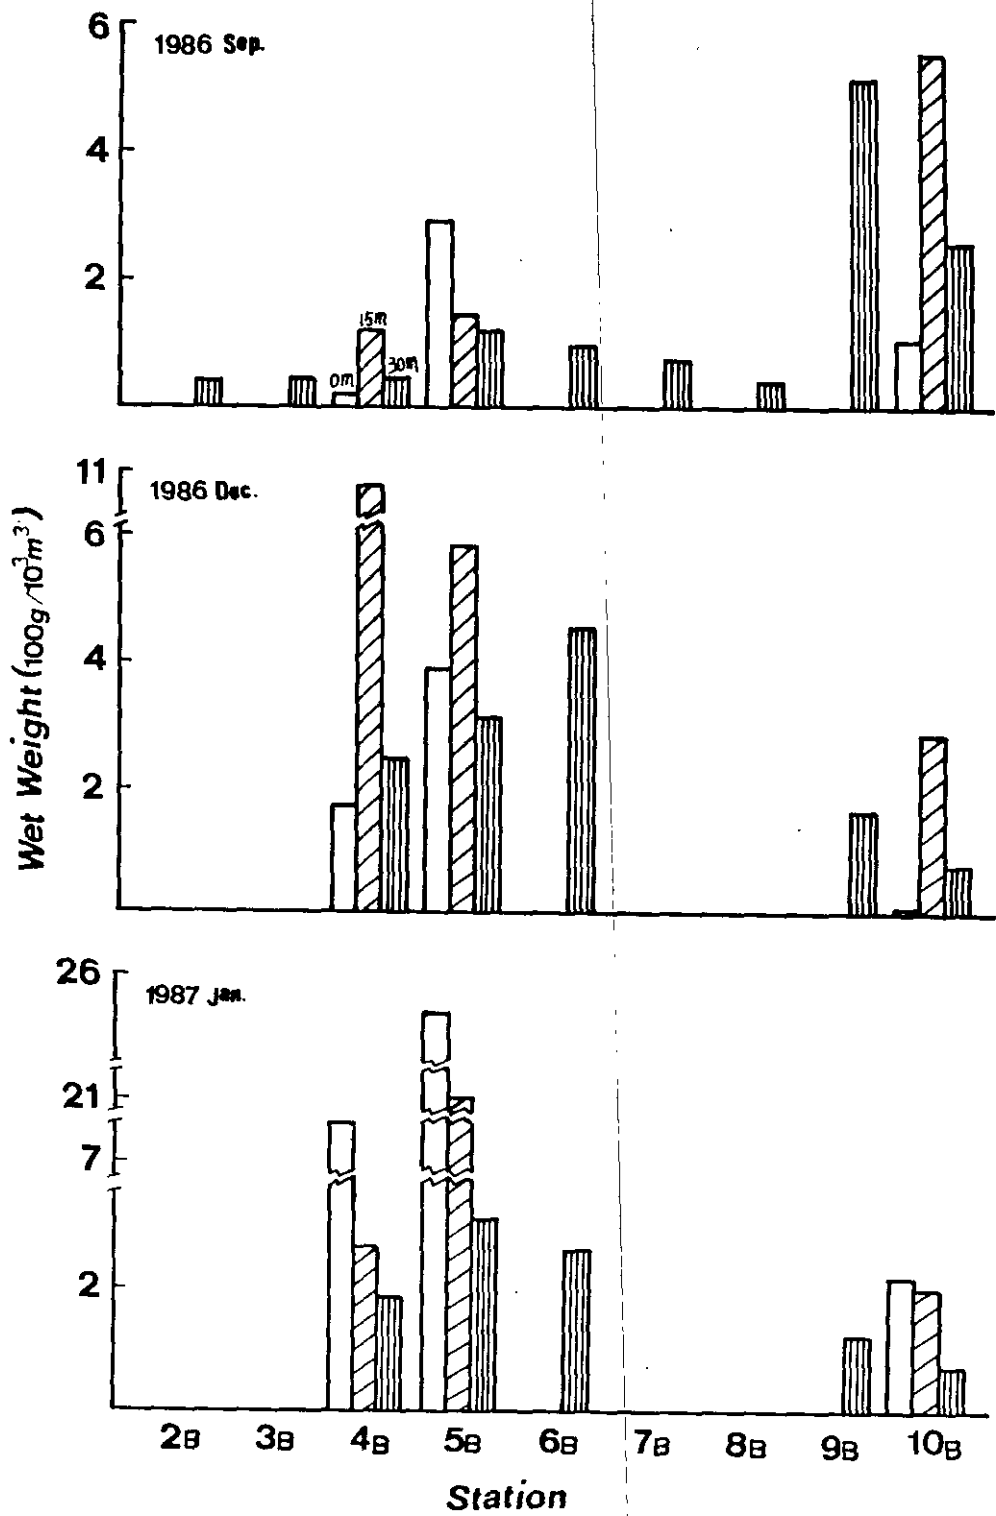 6
1986 Sep.
4
2
0m
15m
30m
11
1986 Dec.
6
4
2
Wet Weight (100g/10³m³)
26
1987 Jan.
21
7
2
2B 3B 4B 5B 6B 7B 8B 9B 10B
Station